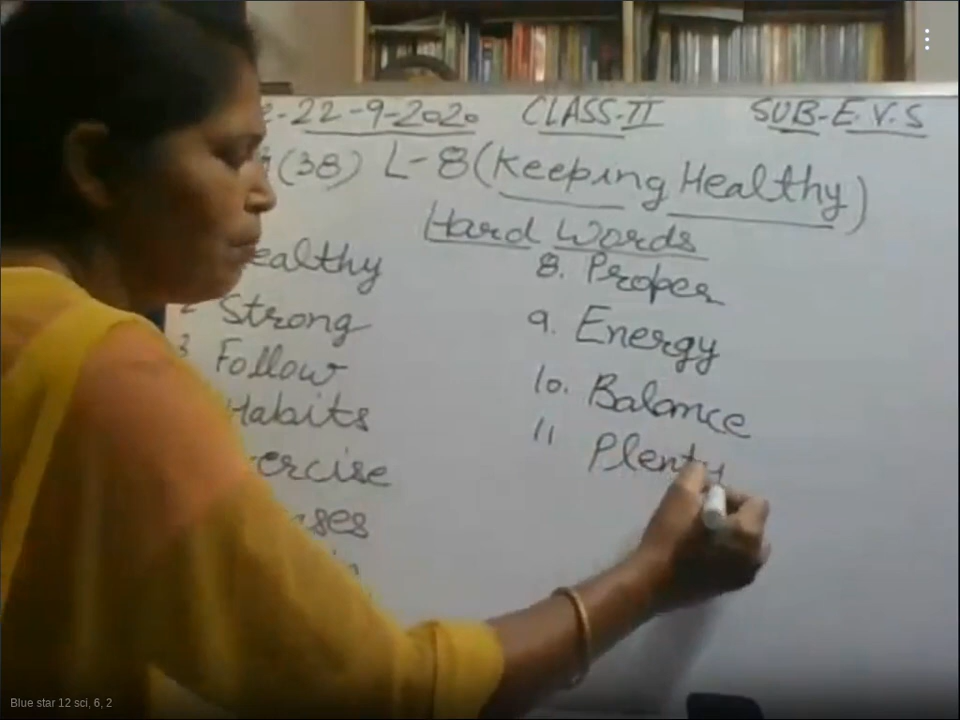 -22-9-2020 CLASS-II SUB-E.V.S
(38) L-8 (Keeping Healthy)
Hard Words
ealthy
2 Strong
3 Follow
Habits
ercise
ses
8. Proper
9. Energy
10. Balance
11 Plenty
Blue star 12 sci, 6, 2